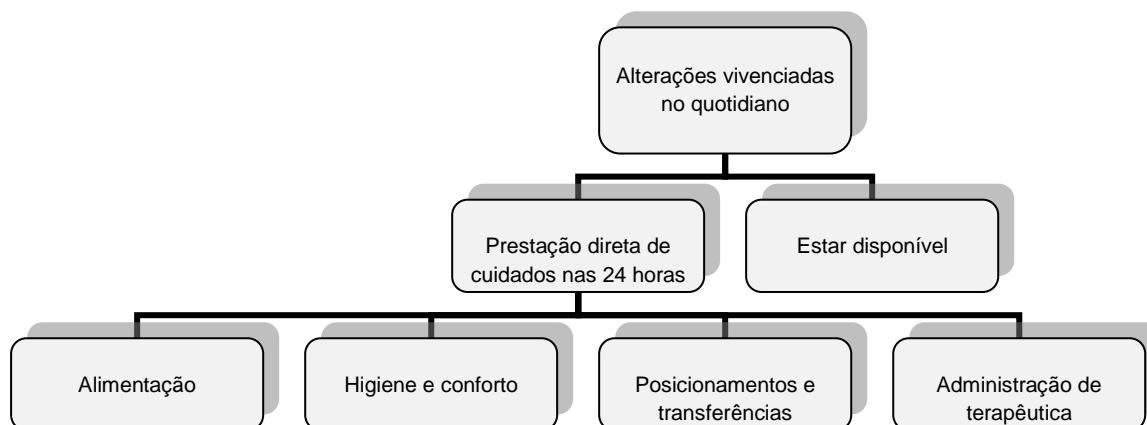 Alterações vivenciadas
no quotidiano
Prestação direta de
cuidados nas 24 horas
Estar disponível
Alimentação
Higiene e conforto
Posicionamentos e
transferências
Administração de
terapêutica